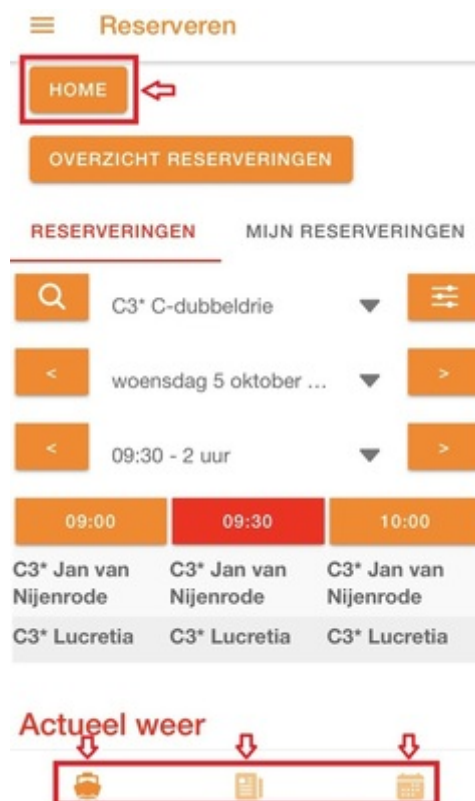 Reserveren
HOME
OVERZICHT RESERVERINGEN
RESERVERINGEN MIJN RESERVERINGEN
C3* C-dubbeldrie
< woensdag 5 oktober ... >
< 09:30 - 2 uur >
09:00 09:30 10:00
C3* Jan van C3* Jan van C3* Jan van
Nijenrode Nijenrode Nijenrode
C3* Lucretia C3* Lucretia C3* Lucretia
Actueel weer